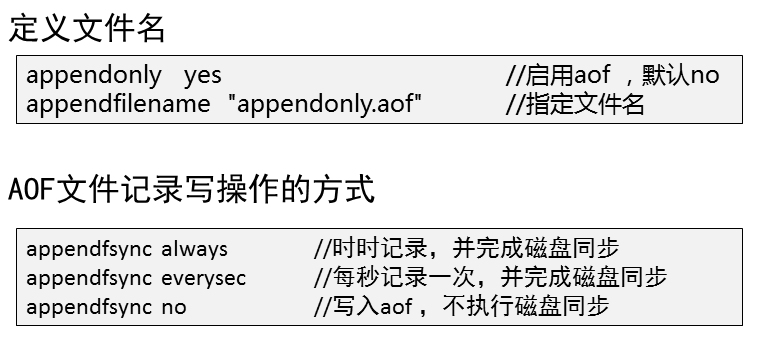 定义文件名
appendonly yes //启用aof ，默认no
appendfilename "appendonly.aof" //指定文件名
AOF文件记录写操作的方式
appendfsync always //时时记录，并完成磁盘同步
appendfsync everysec //每秒记录一次，并完成磁盘同步
appendfsync no //写入aof ，不执行磁盘同步